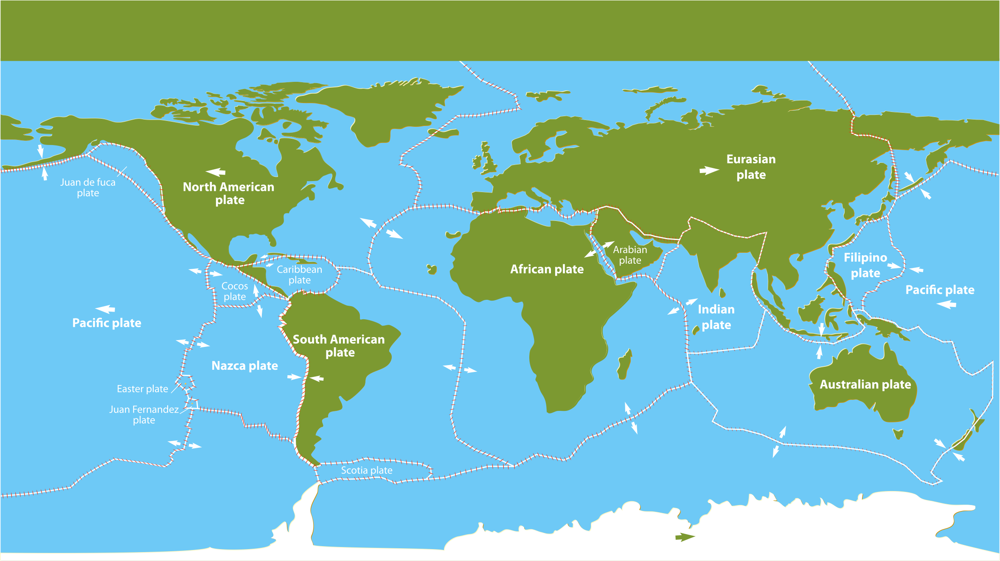 Eurasian
plate
Juan de fuca
plate
North American
plate
Arabian
plate
African plate
Filipino
plate
Caribbean
plate
Cocos
plate
Pacific plate
Indian
plate
Pacific plate
South American
plate
Nazca plate
Easter plate
Australian plate
Juan Fernandez
plate
Scotia plate